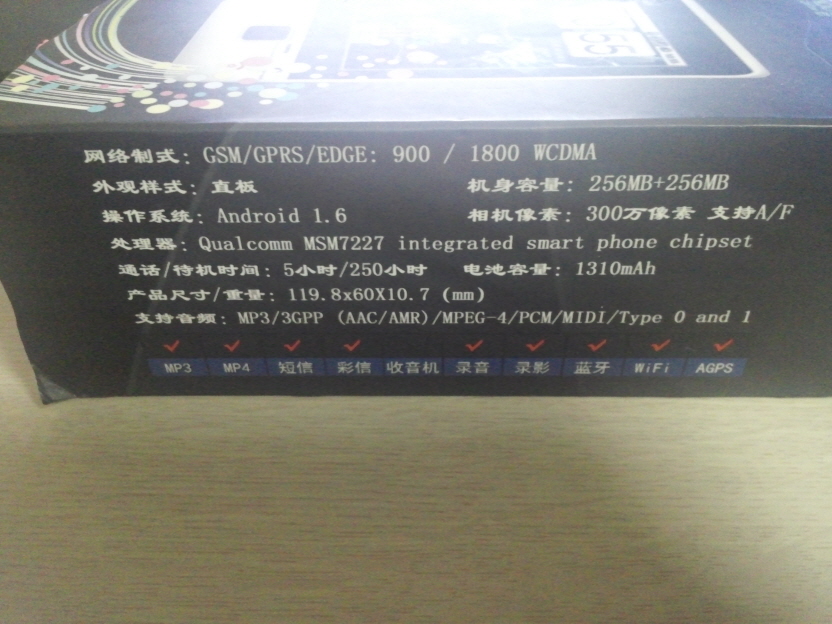 55
网络制式: GSM/GPRS/EDGE: 900 / 1800 WCDMA
外观样式: 直板 机身容量: 256MB+256MB
操作系统: Android 1.6 相机像素: 300万像素 支持A/F
处理器: Qualcomm MSM7227 integrated smart phone chipset
通话/待机时间: 5小时/250小时 电池容量: 1310mAh
产品尺寸/重量: 119.8x60X10.7 (mm)
支持音频: MP3/3GPP (AAC/AMR)/MPEG-4/PCM/MIDI/Type 0 and 1
MP3 MP4 短信 彩信 收音机 录音 录影 蓝牙 WiFi AGPS